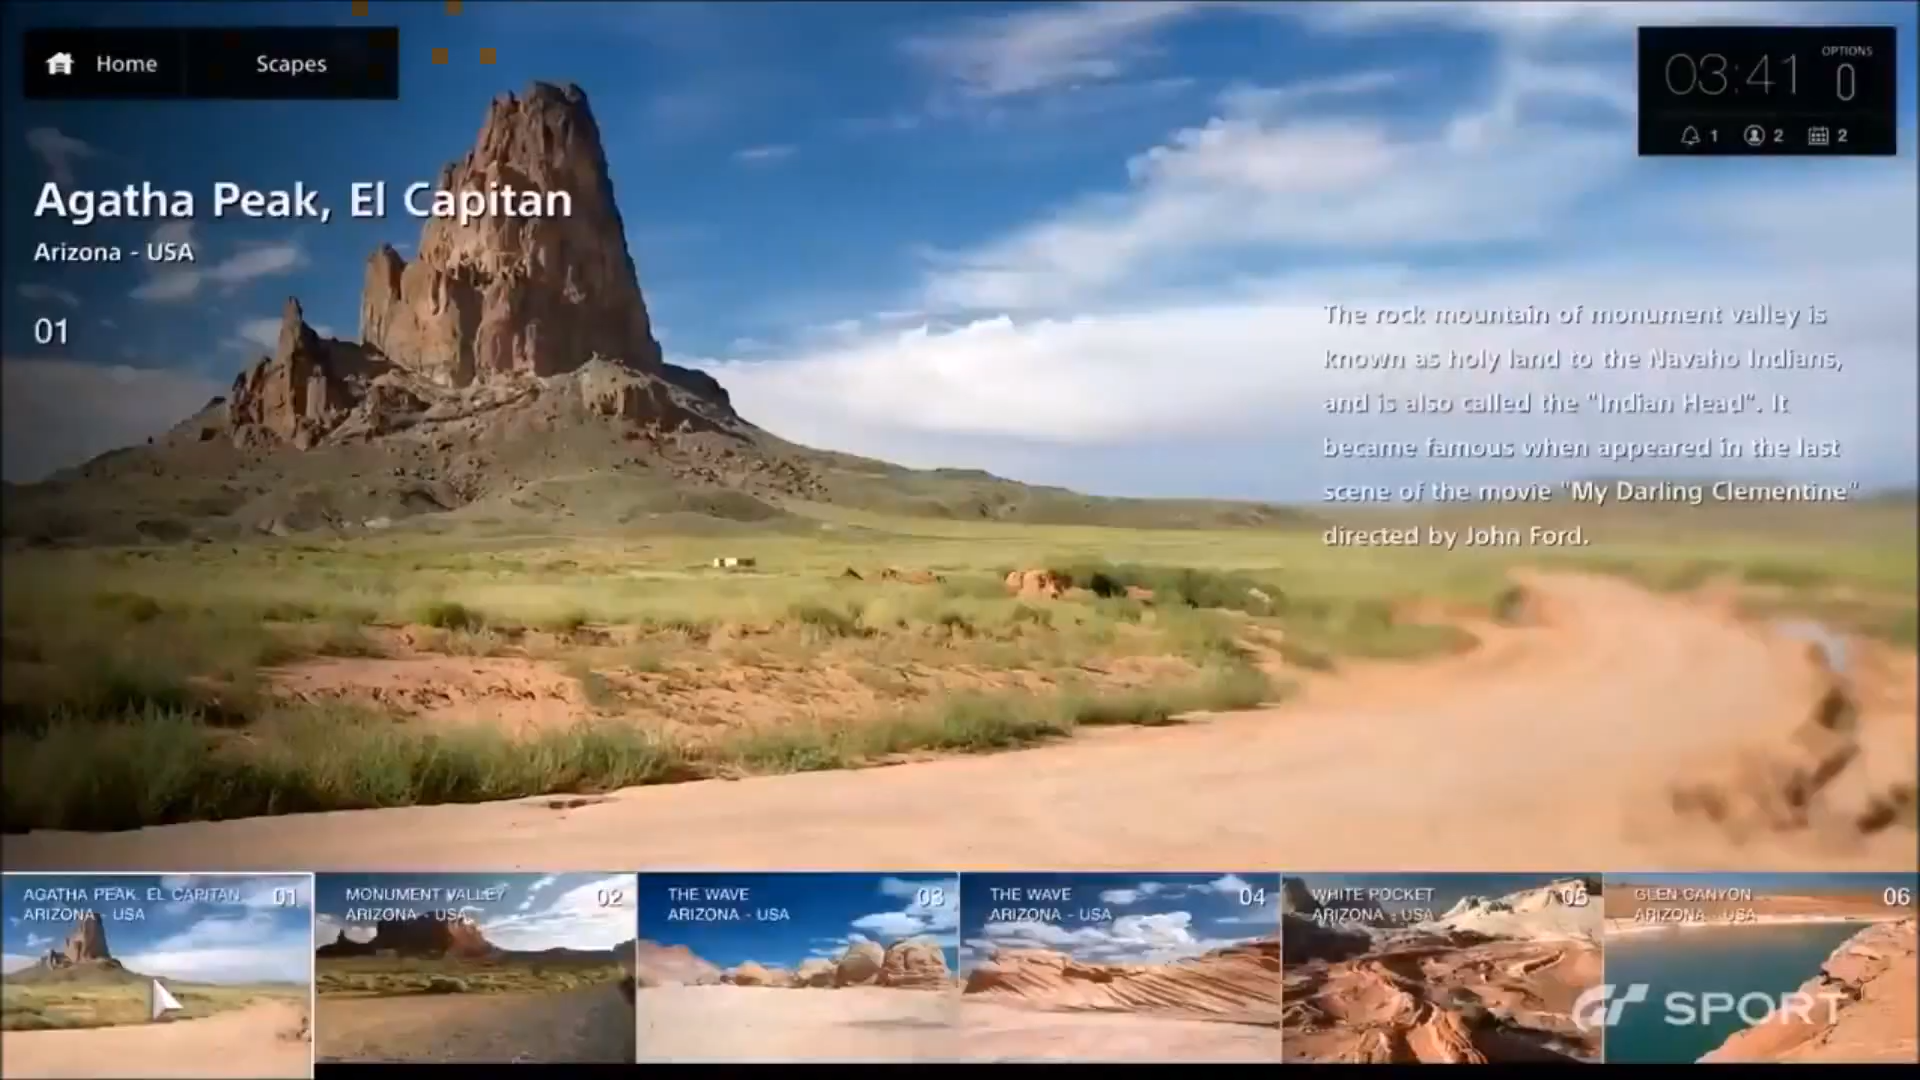 Home
Scapes
03:41
OPTIONS
1
2
2
Agatha Peak, El Capitan
Arizona - USA
01
The rock mountain of monument valley is
known as holy land to the Navaho Indians,
and is also called the "Indian Head". It
became famous when appeared in the last
scene of the movie "My Darling Clementine"
directed by John Ford.
AGATHA PEAK, EL CAPITAN 01
ARIZONA - USA
MONUMENT VALLEY 02
ARIZONA - USA
THE WAVE 03
ARIZONA - USA
THE WAVE 04
ARIZONA - USA
WHITE POCKET 05
ARIZONA - USA
GLEN CANYON 06
ARIZONA - USA
GT SPORT